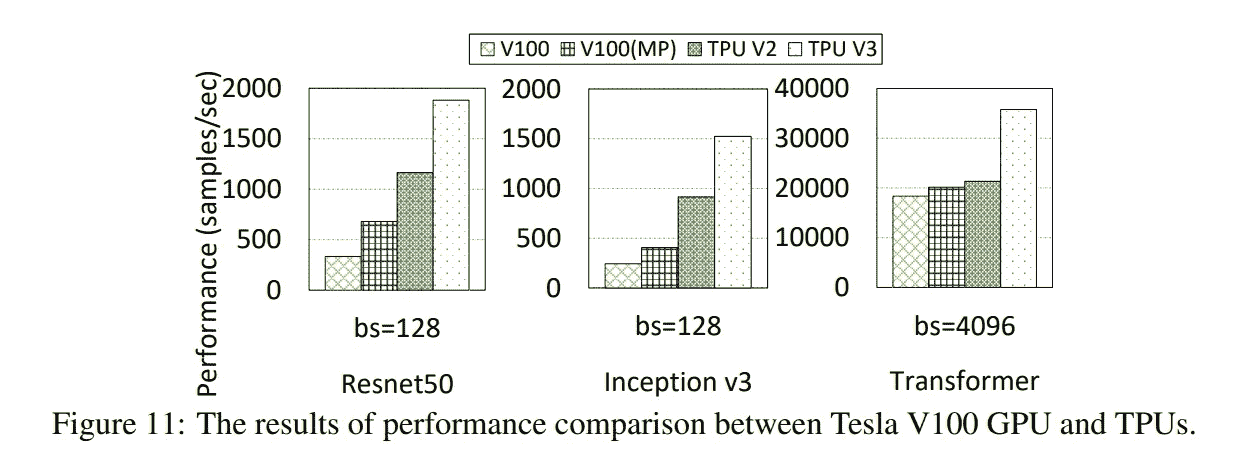 V100 V100(MP) TPU V2 TPU V3
Performance (samples/sec)
2000
1500
1000
500
0
bs=128
Resnet50
2000
1500
1000
500
0
bs=128
Inception v3
40000
30000
20000
10000
0
bs=4096
Transformer
Figure 11: The results of performance comparison between Tesla V100 GPU and TPUs.